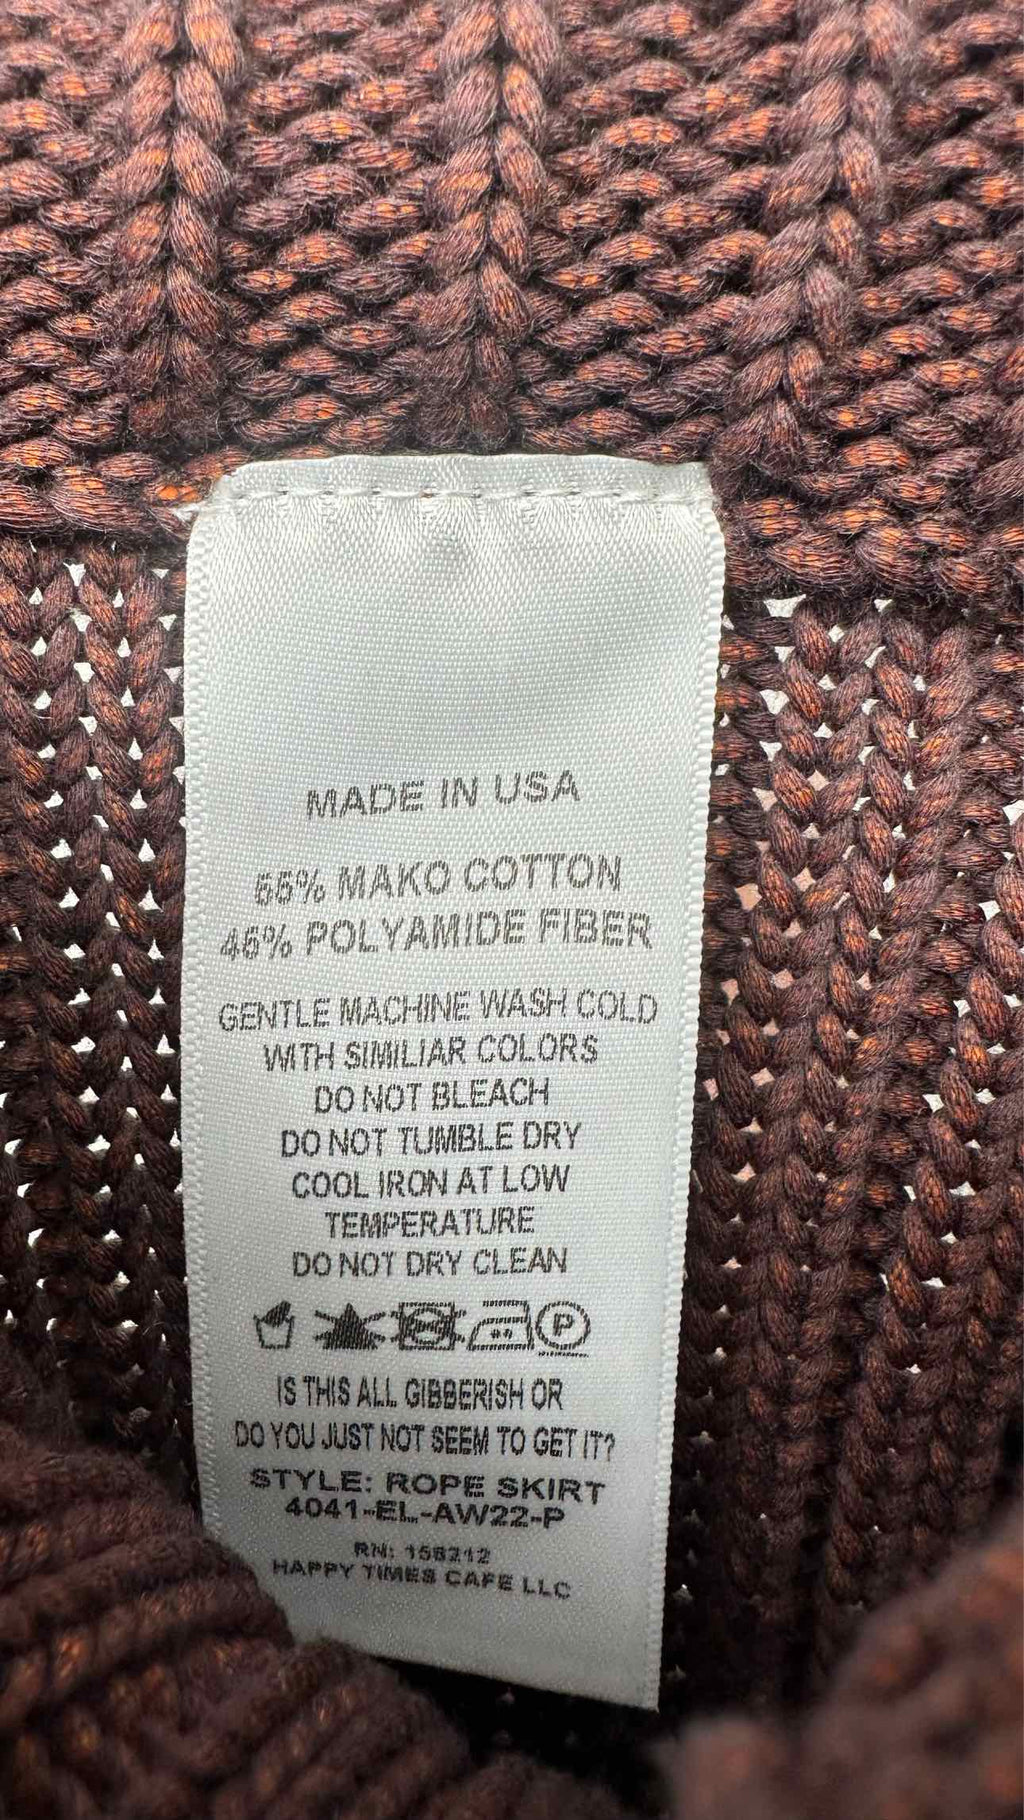 MADE IN USA
55% MAKO COTTON
45% POLYAMIDE FIBER
GENTLE MACHINE WASH COLD
WITH SIMILIAR COLORS
DO NOT BLEACH
DO NOT TUMBLE DRY
COOL IRON AT LOW
TEMPERATURE
DO NOT DRY CLEAN
P
IS THIS ALL GIBBERISH OR
DO YOU JUST NOT SEEM TO GET IT?
STYLE: ROPE SKIRT
4041-EL-AW22-P
RN: 158212
HAPPY TIMES CAFE LLC